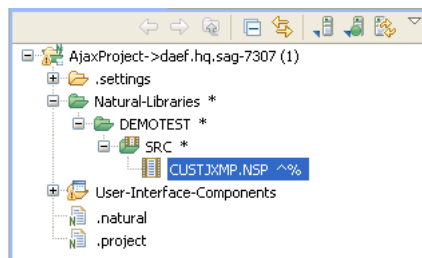 AjaxProject->daef.hq.sag-7307 (1)
.settings
Natural-Libraries *
DEMOTEST *
SRC *
CUSTJXMP.NSP ^%
User-Interface-Components
.natural
.project